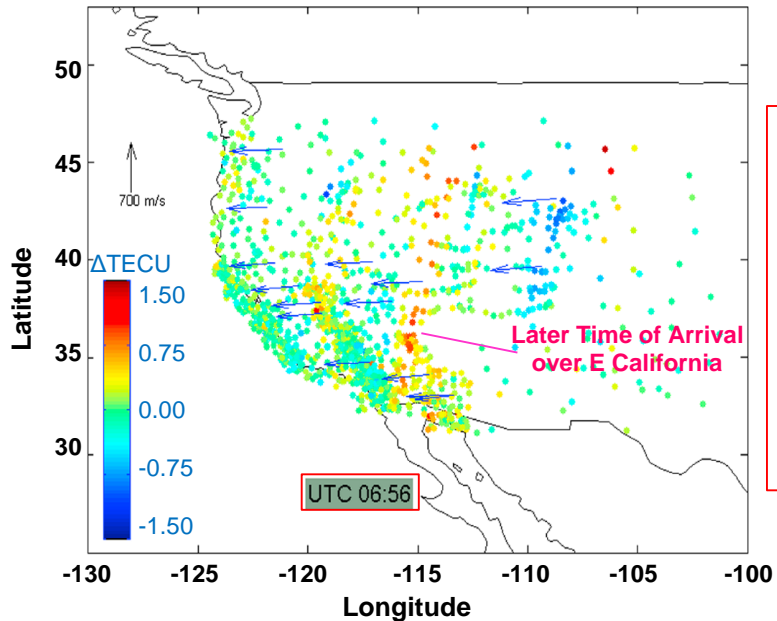 50
45
40
35
30
Latitude
700 m/s
ΔTECU
1.50
0.75
0.00
-0.75
-1.50
Later Time of Arrival
over E California
UTC 06:56
-130
-125
-120
-115
-110
-105
-100
Longitude